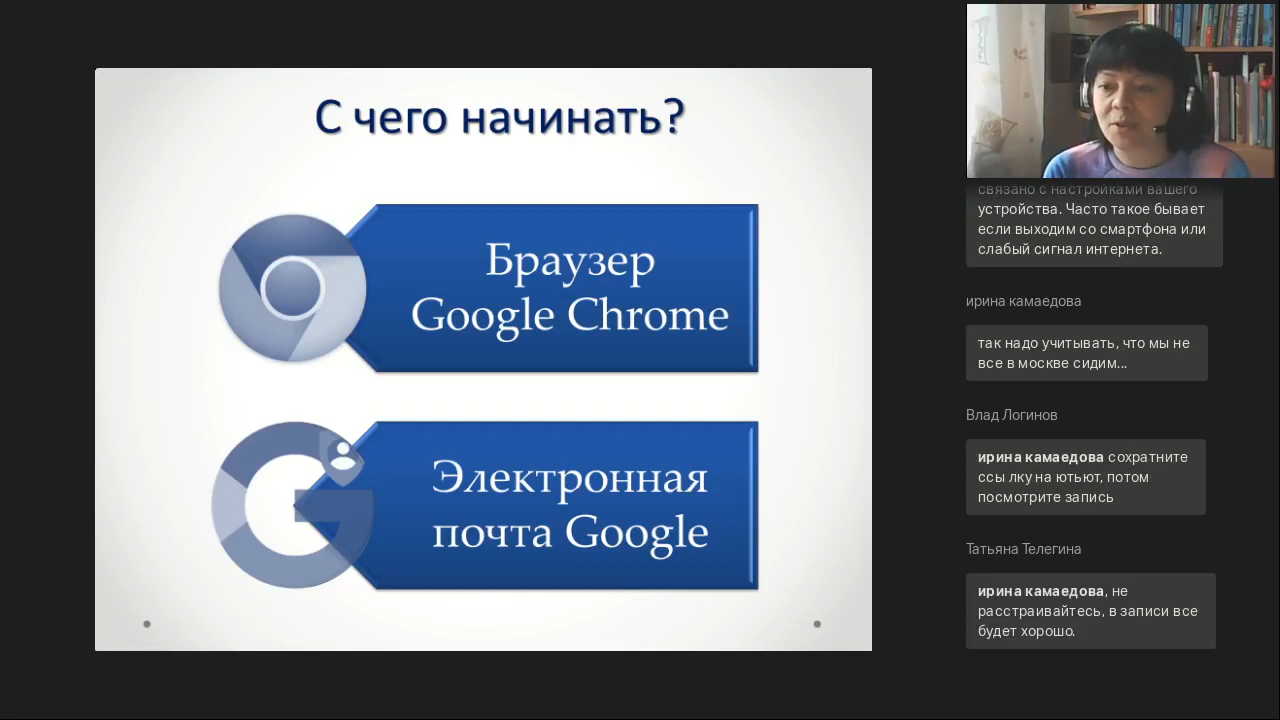 С чего начинать?
Браузер
Google Chrome
Электронная
почта Google
связано с настройками вашего
устройства. Часто такое бывает
если выходим со смартфона или
слабый сигнал интернета.
ирина камаедова
так надо учитывать, что мы не
все в москве сидим...
Влад Логинов
ирина камаедова сохратните
ссы лку на ютьют, потом
посмотрите запись
Татьяна Телегина
ирина камаедова, не
расстраивайтесь, в записи все
будет хорошо.